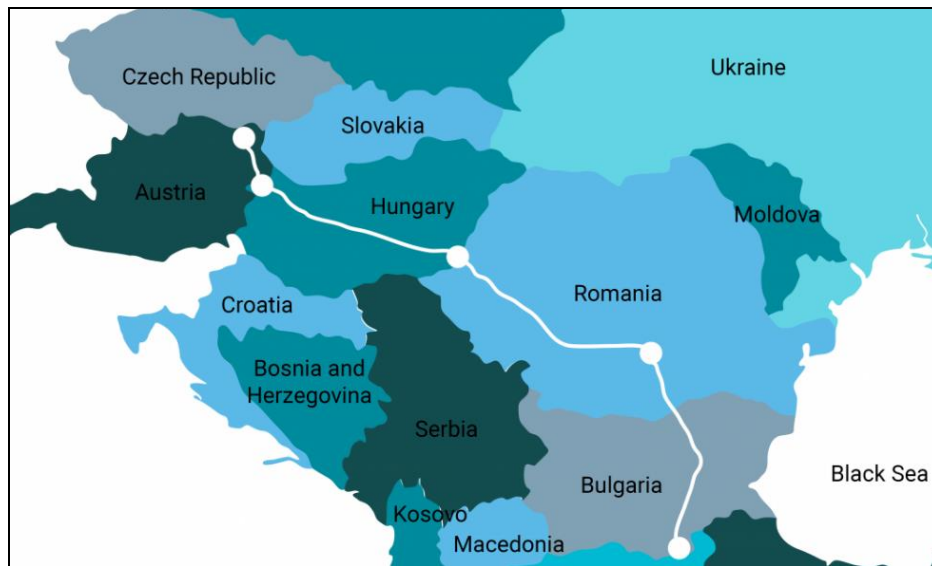 Czech Republic
Ukraine
Slovakia
Austria
Hungary
Moldova
Croatia
Romania
Bosnia and
Herzegovina
Serbia
Bulgaria
Black Sea
Kosovo
Macedonia